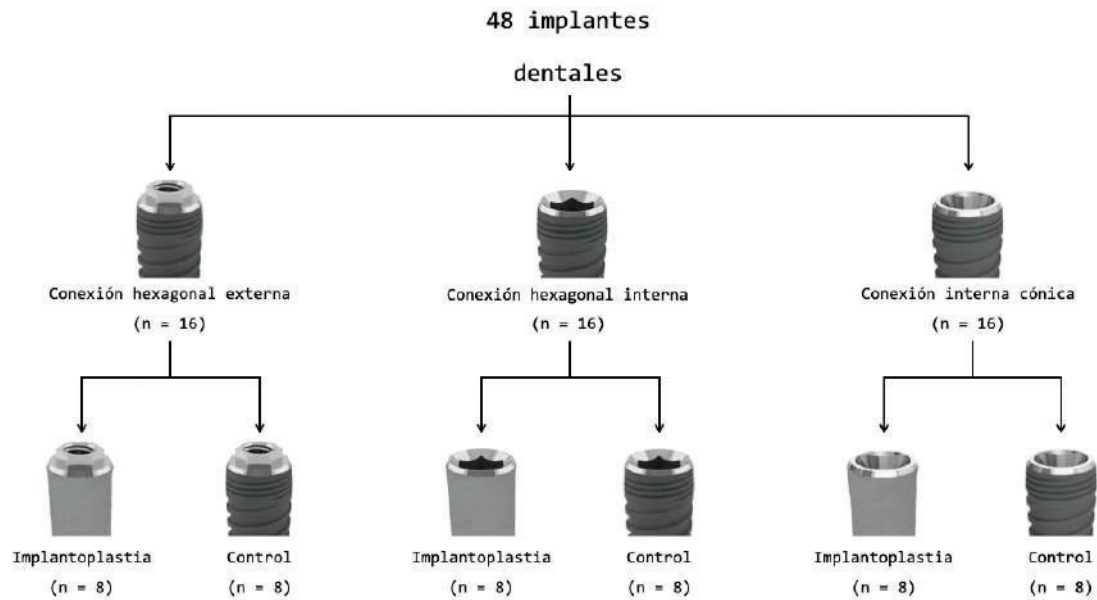 48 implantes
dentales
Conexión hexagonal externa
(n = 16)
Conexión hexagonal interna
(n = 16)
Conexión interna cónica
(n = 16)
Implantoplastia
(n = 8)
Control
(n = 8)
Implantoplastia
(n = 8)
Control
(n = 8)
Implantoplastia
(n = 8)
Control
(n = 8)